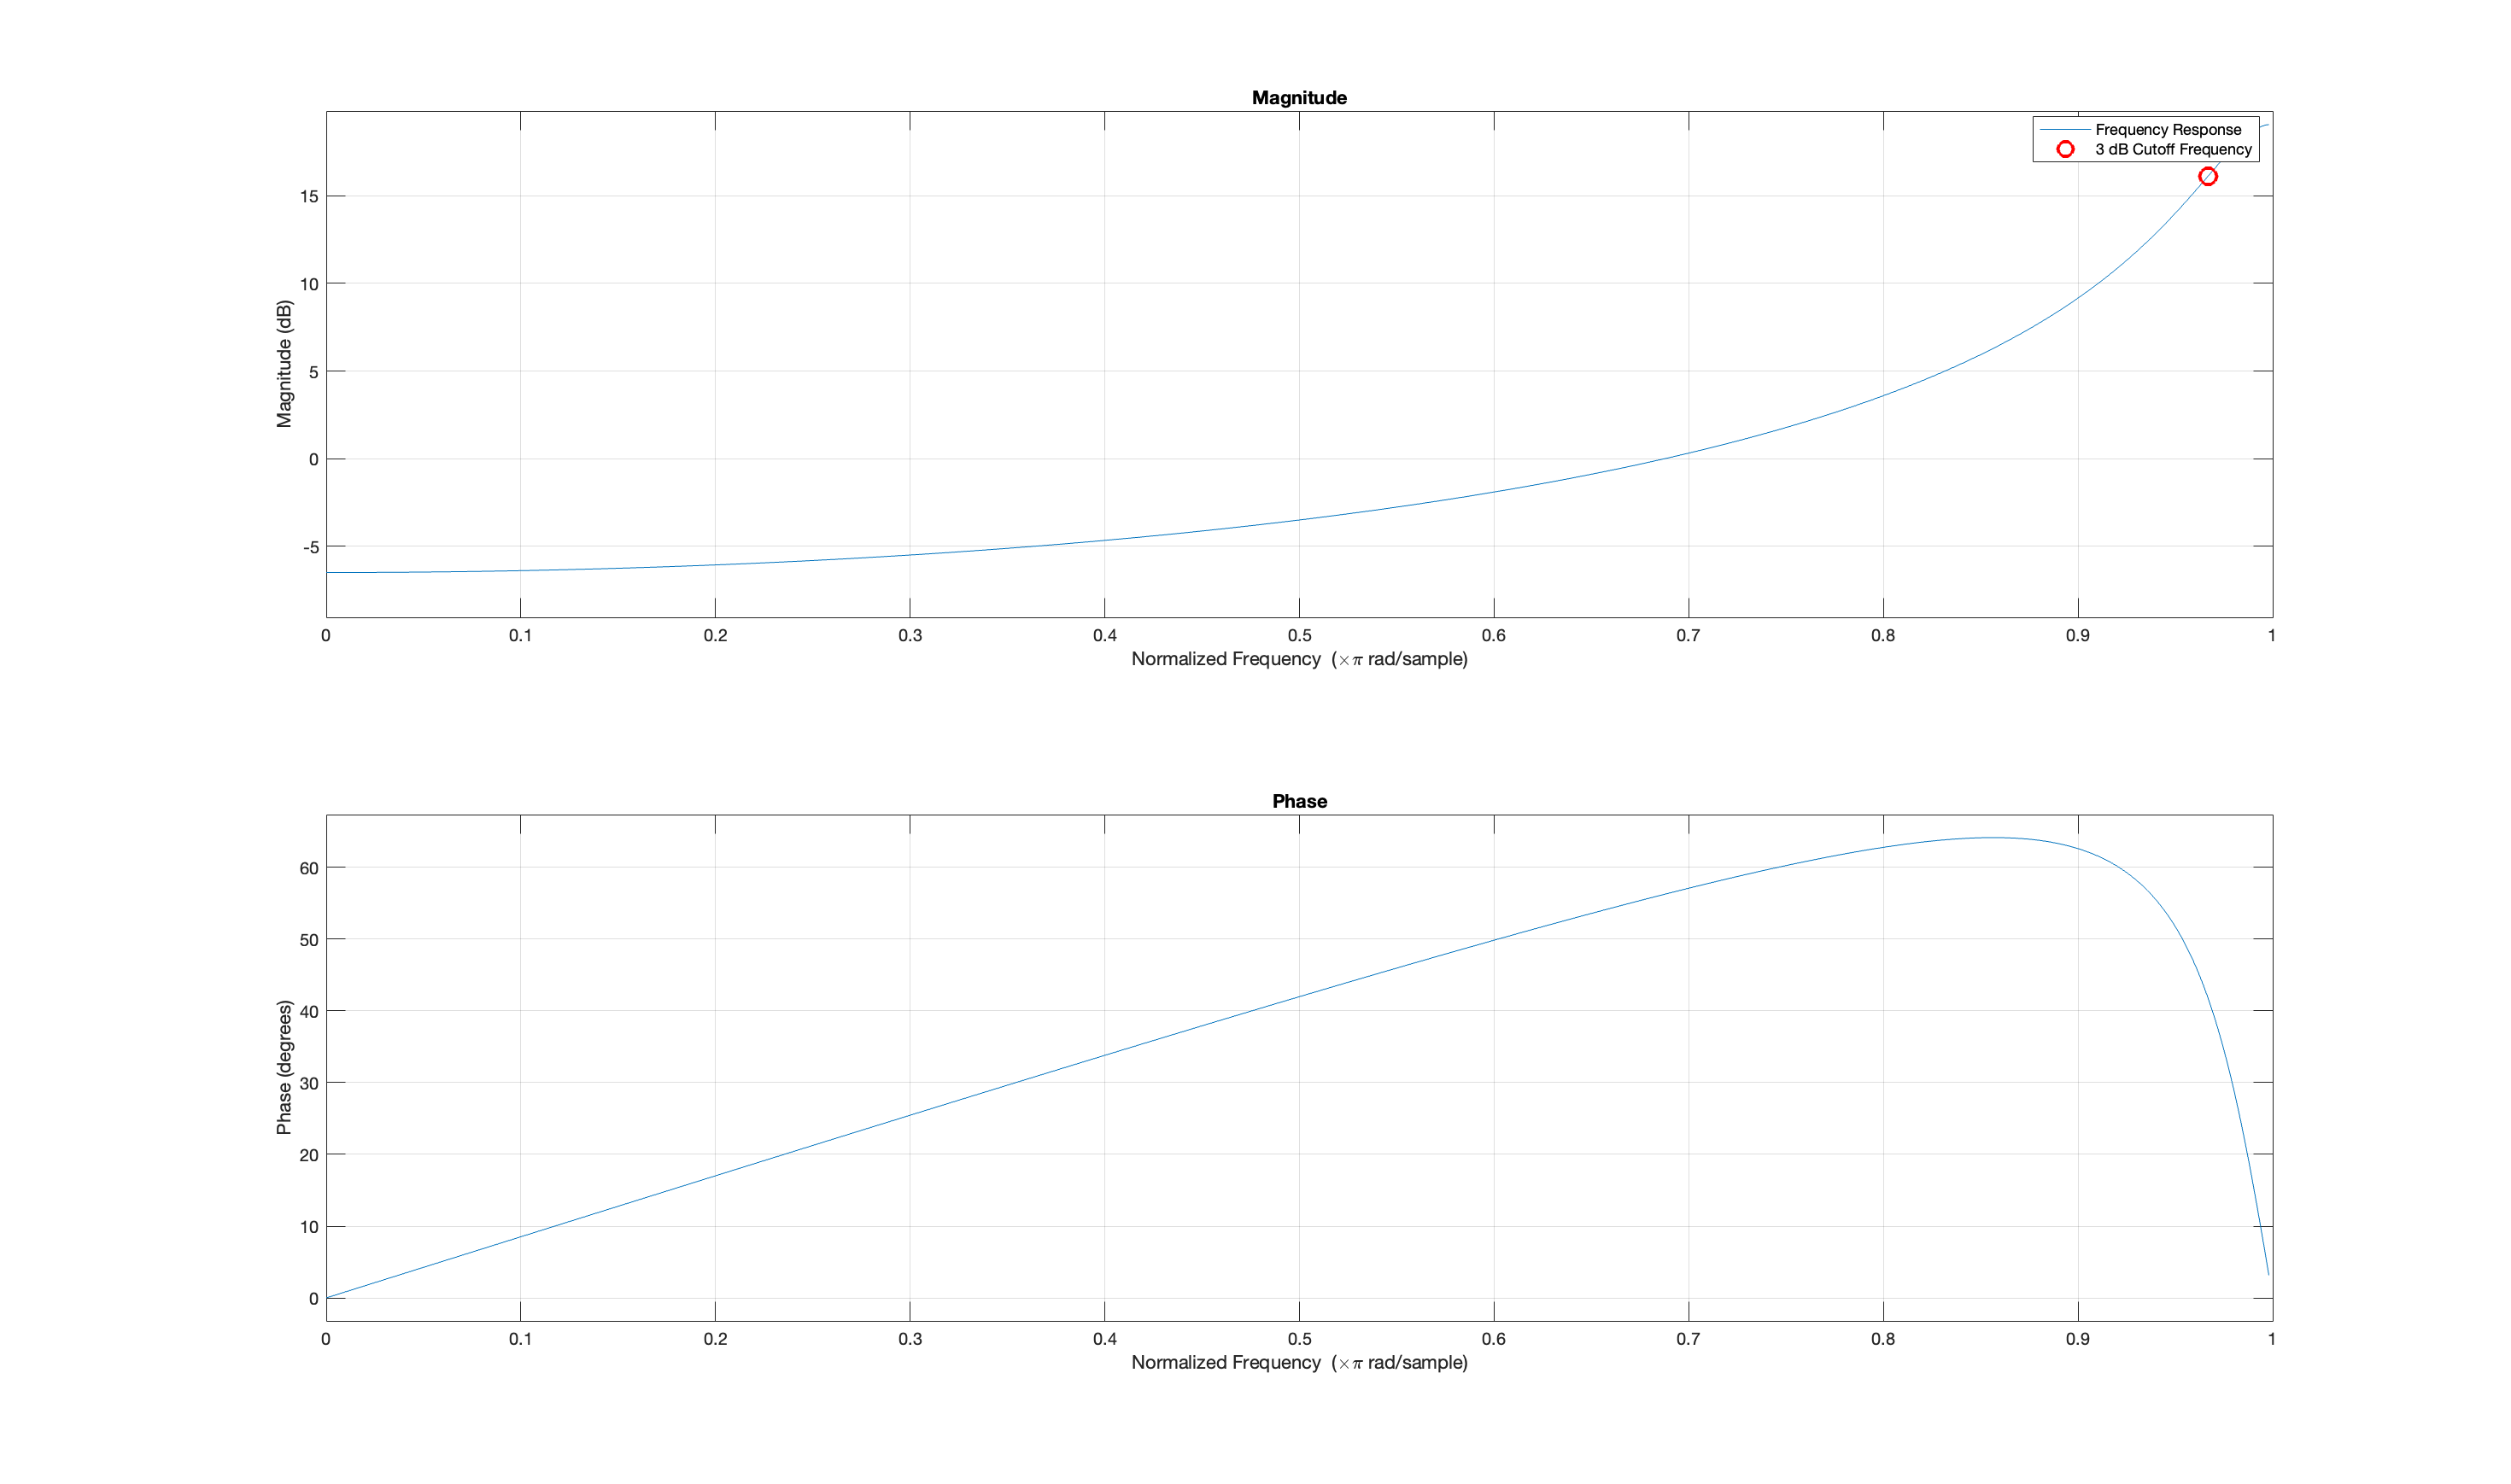 Magnitude
Frequency Response
3 dB Cutoff Frequency
15
10
5
0
-5
Magnitude (dB)
0 0.1 0.2 0.3 0.4 0.5 0.6 0.7 0.8 0.9 1
Normalized Frequency (×π rad/sample)
Phase
60
50
40
30
20
10
0
Phase (degrees)
0 0.1 0.2 0.3 0.4 0.5 0.6 0.7 0.8 0.9 1
Normalized Frequency (×π rad/sample)